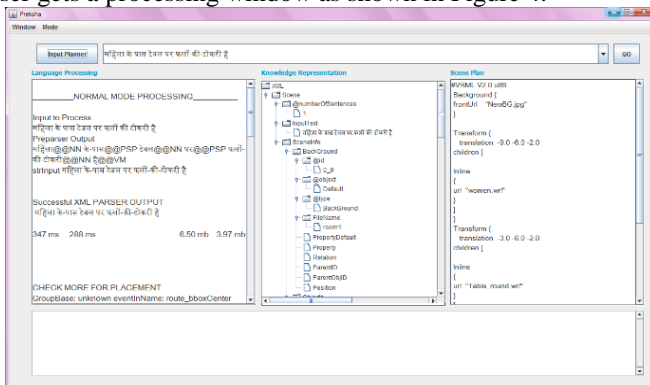 ser gets a processing window as shown in Figure 4.
Preksha
Window Mode
Input Planner
महिला के पास टेबल पर फलों-की-टोकरी है
GO
Language Processing
_______NORMAL MODE PROCESSING_______
Input to Process
महिला के पास टेबल पर फलों की टोकरी है
Preparser Output
महिला@@NN के-पास@@PSP टेबल@@NN पर@@PSP फलों-
की टोकरी@@NN है@@VM
strInput महिला के-पास टेबल पर फलों-की-टोकरी है
Successful XML PARSER OUTPUT
महिला के-पास टेबल पर फलों-की-टोकरी है
347 ms 288 ms 6.50 mb 3.97 mb
CHECK MORE FOR PLACEMENT
GroupBase: unknown eventInName: route_bboxCenter
Knowledge Representation
XML
Scene
@numberOfSentences
1
InputText
महिला के पास टेबल पर फलों की टोकरी है
SceneInfo
BackGround
@id
g_g
@object
Default
@type
BackGround
FileName
room1
PropertyDefault
Property
Relation
ParentID
ParentObjID
Position
Objects
Scene Plan
#VRML V2.0 utf8
Background {
frontUrl "NewBG.jpg"
}
Transform {
translation -9.0 -6.0 -2.0
children [
Inline
{
url "women.wrl"
}
]
}
Transform {
translation -3.0 -6.0 -2.0
children [
Inline
{
url "Table_round.wrl"
}